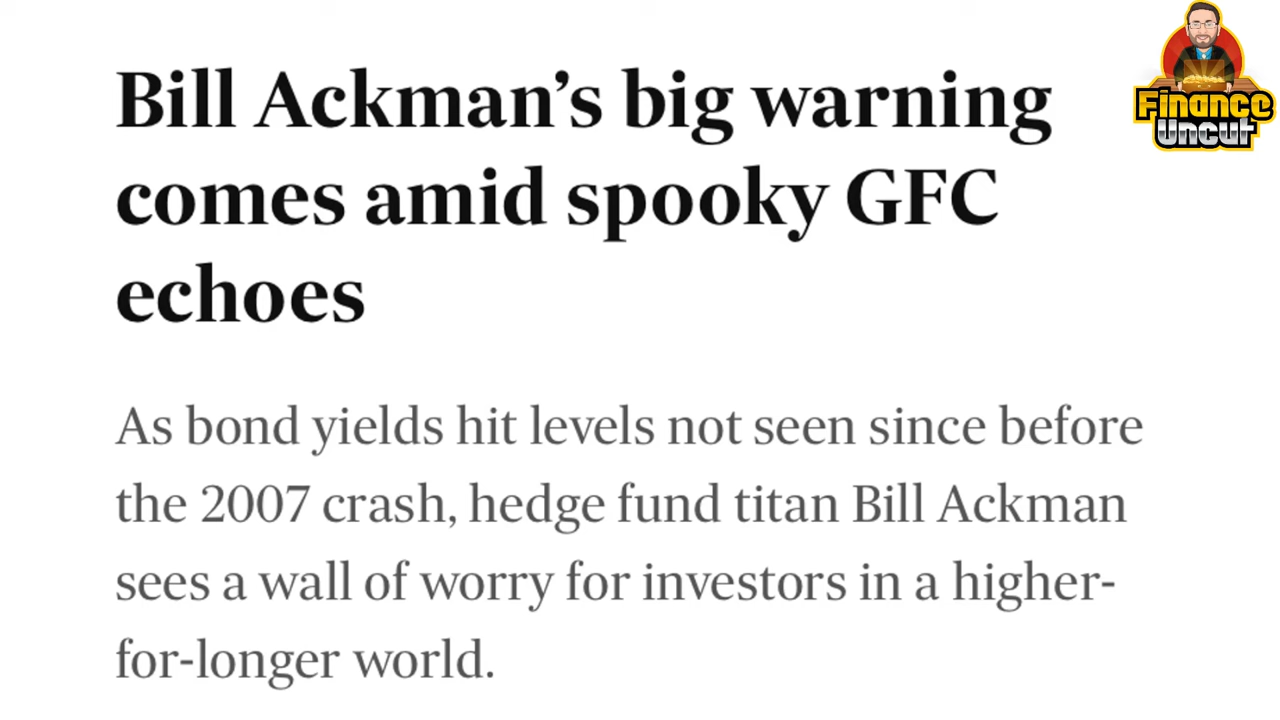 Bill Ackman’s big warning
comes amid spooky GFC
echoes
As bond yields hit levels not seen since before
the 2007 crash, hedge fund titan Bill Ackman
sees a wall of worry for investors in a higher-
for-longer world.
Finance
Uncut